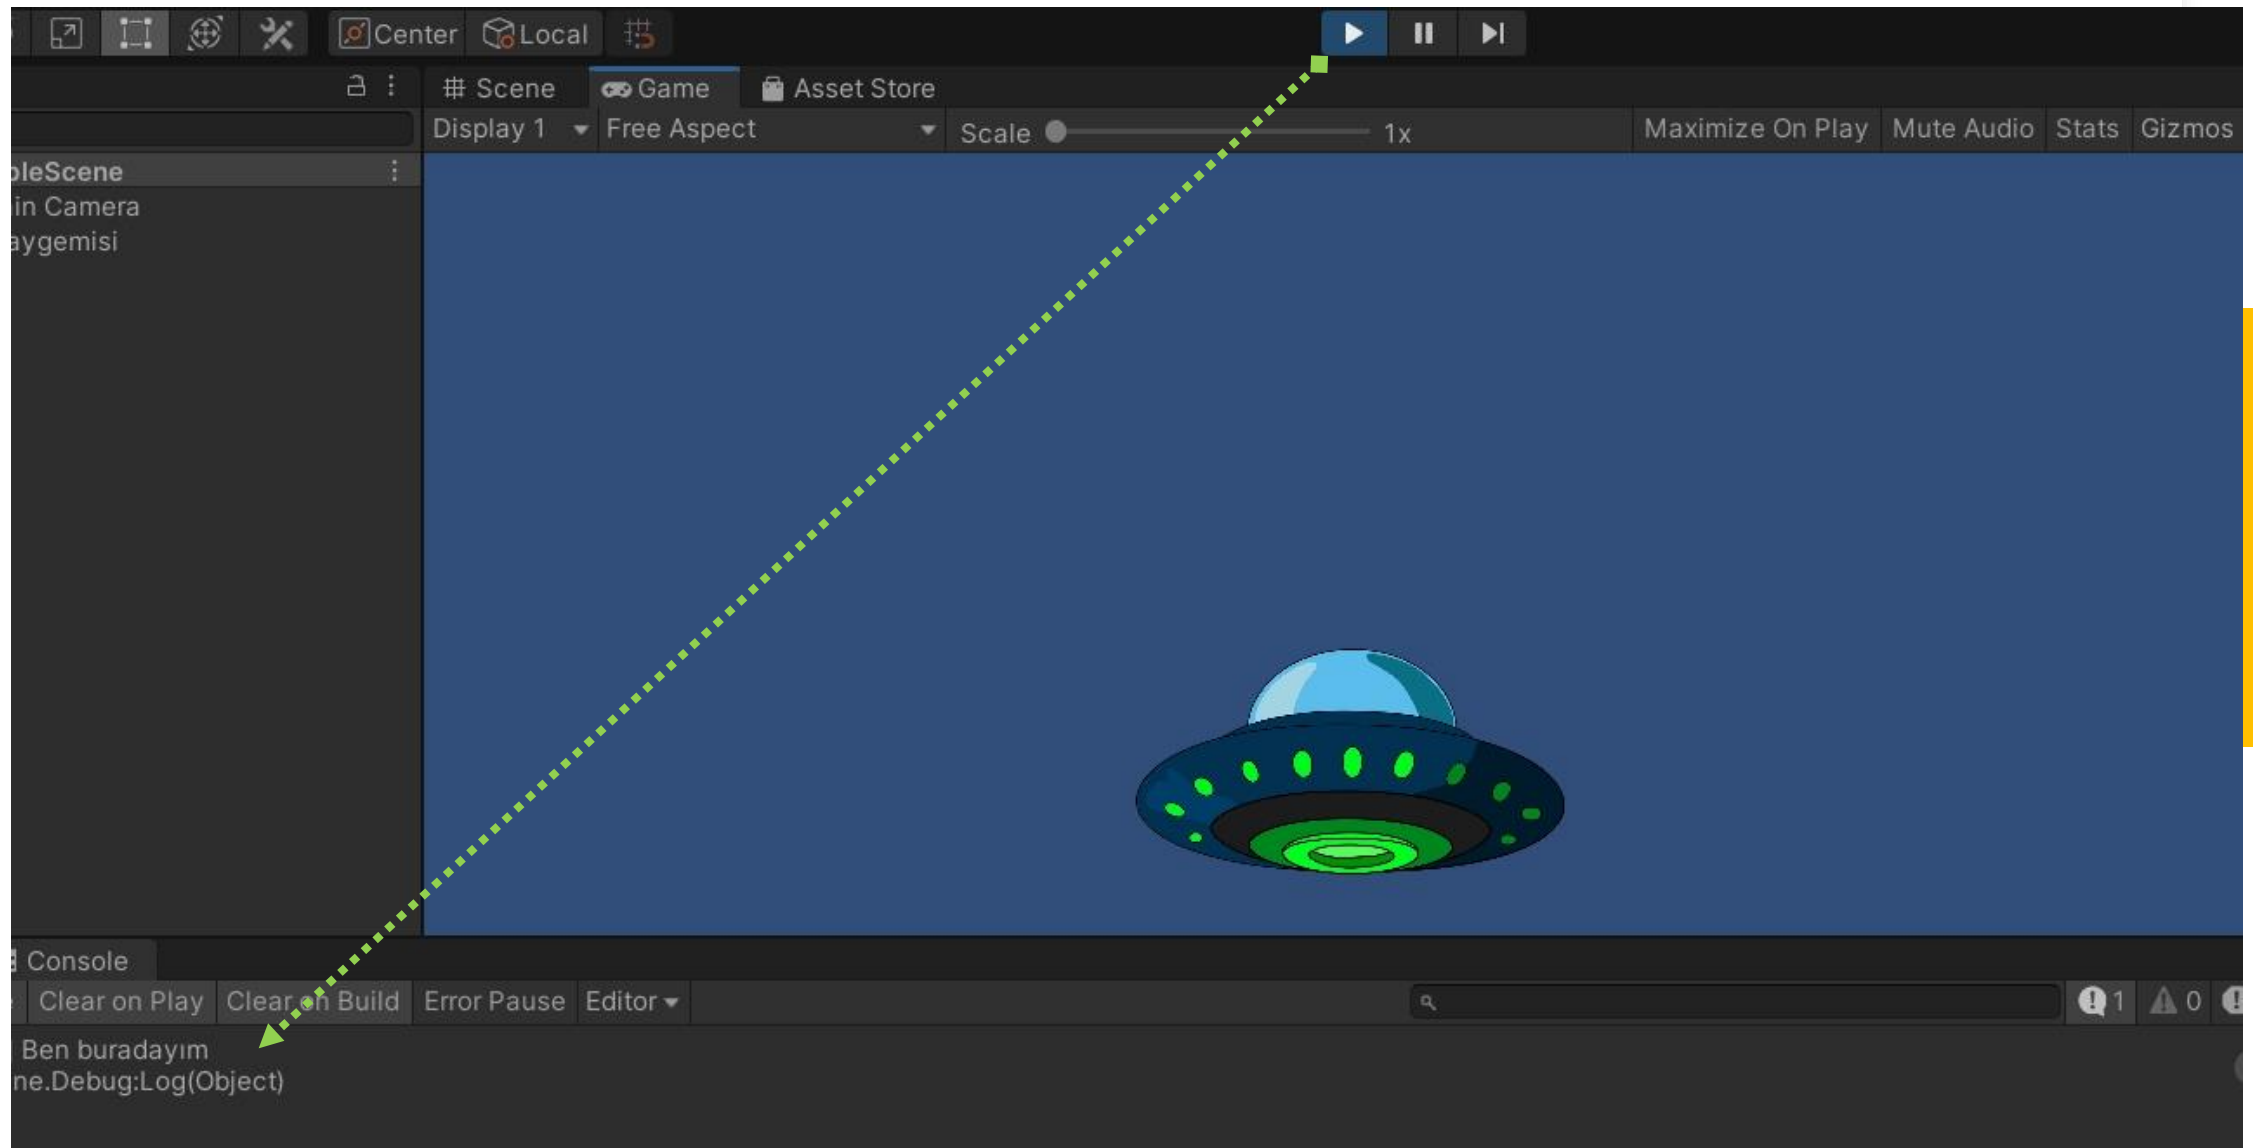 Center Local
Scene Game Asset Store
Display 1 Free Aspect Scale 1x Maximize On Play Mute Audio Stats Gizmos
pleScene
in Camera
aygemisi
Console
Clear on Play Clear on Build Error Pause Editor 1 0
Ben buradayım
ne.Debug:Log(Object)